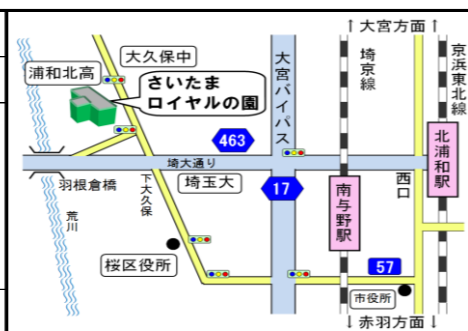 ↑大宮方面↑
大久保中
浦和北高
さいたま
ロイヤルの園
大宮バイパス
埼京線
京浜東北線
463
埼大通り
北浦和駅
羽根倉橋
下大久保
埼玉大
17
南与野駅
西口
荒川
桜区役所
57
市役所
↓赤羽方面↓